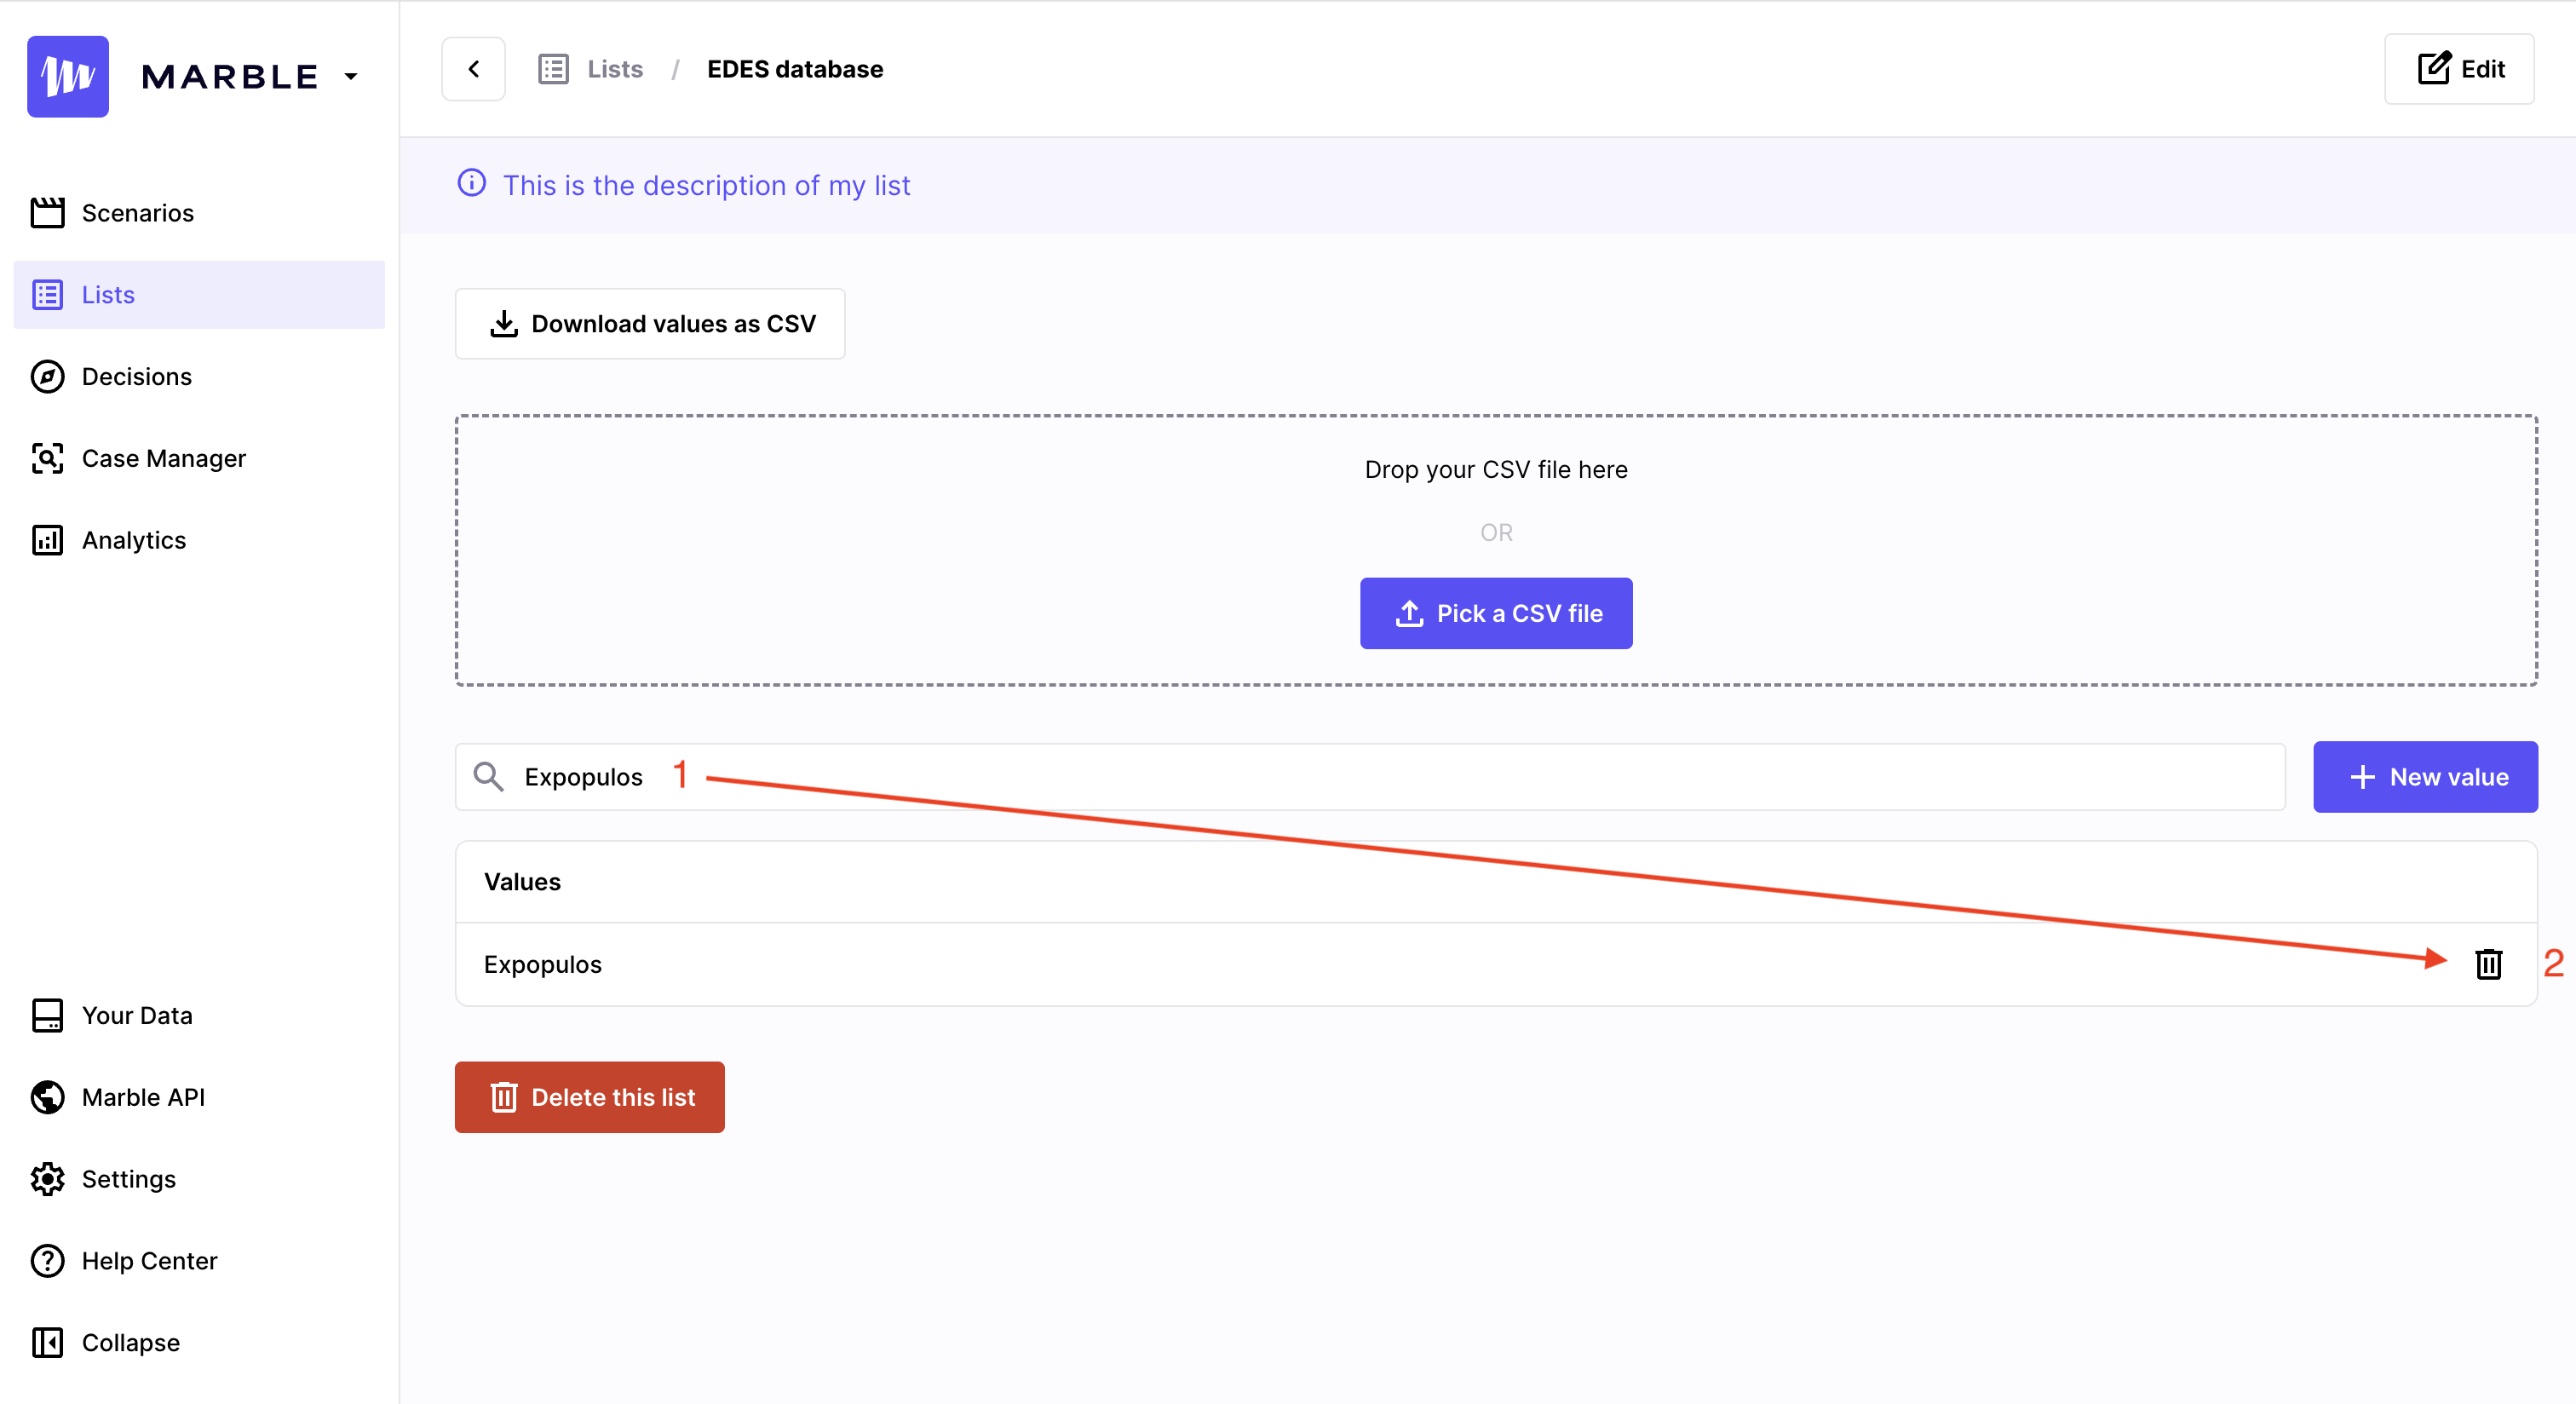 MARBLE
Lists / EDES database
Edit
This is the description of my list
Scenarios
Lists
Decisions
Case Manager
Analytics
Download values as CSV
Drop your CSV file here
OR
Pick a CSV file
Expopulos 1
New value
Values
Expopulos
2
Delete this list
Your Data
Marble API
Settings
Help Center
Collapse